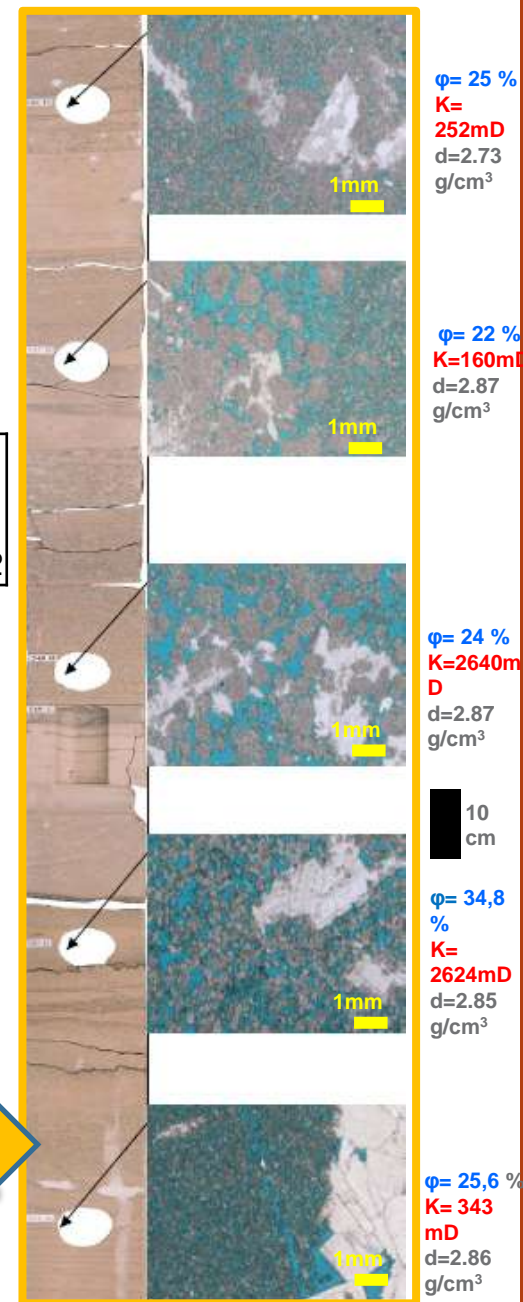 φ= 25 %
K=
252mD
d=2.73
g/cm³
1mm
φ= 22 %
K=160mD
d=2.87
g/cm³
1mm
φ= 24 %
K=2640m
D
d=2.87
g/cm³
1mm
10
cm
φ= 34,8
%
K=
2624mD
d=2.85
g/cm³
1mm
φ= 25,6 %
K= 343
mD
d=2.86
g/cm³
1mm